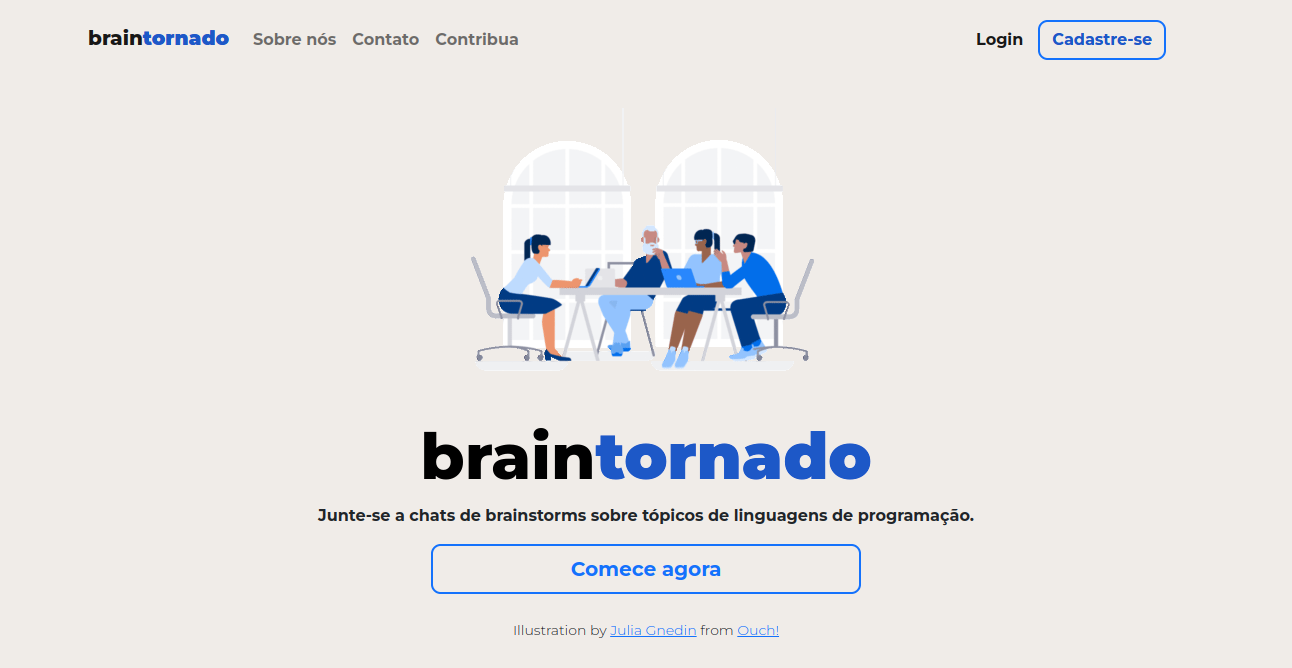 braintornado Sobre nós Contato Contribua Login Cadastre-se
braintornado
Junte-se a chats de brainstorms sobre tópicos de linguagens de programação.
Comece agora
Illustration by Julia Gnedin from Ouch!